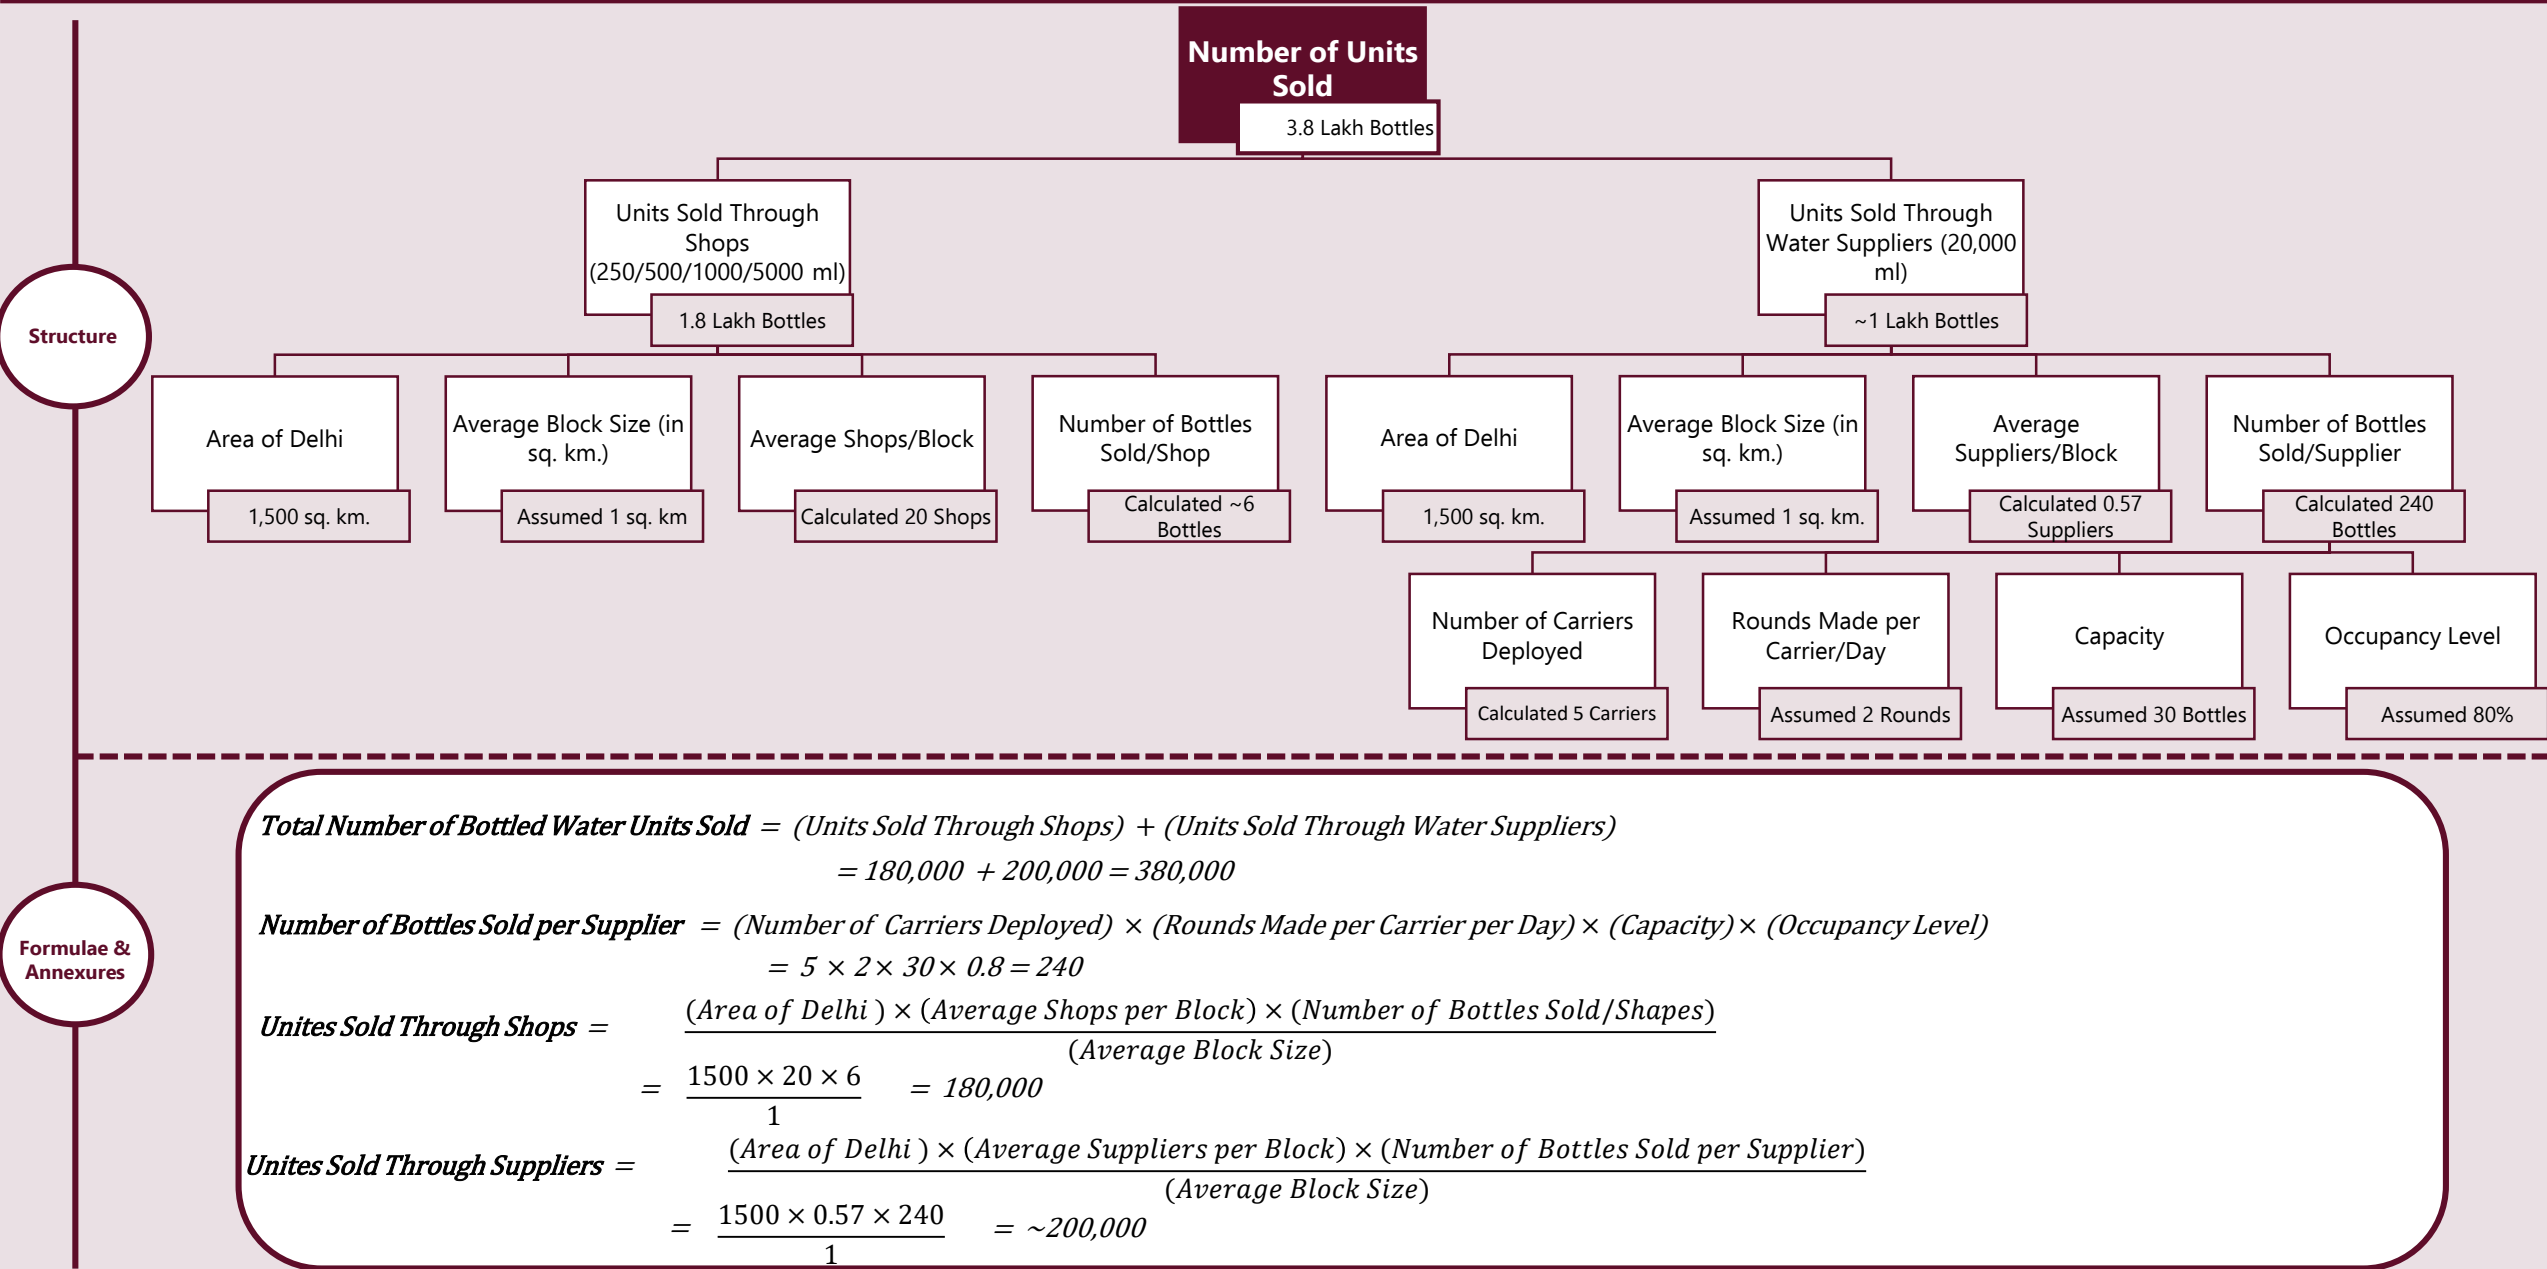 Number of Units
Sold
3.8 Lakh Bottles
Units Sold Through
Shops
(250/500/1000/5000 ml)
1.8 Lakh Bottles
Units Sold Through
Water Suppliers (20,000
ml)
~1 Lakh Bottles
Structure
Area of Delhi
1,500 sq. km.
Average Block Size (in
sq. km.)
Assumed 1 sq. km
Average Shops/Block
Calculated 20 Shops
Number of Bottles
Sold/Shop
Calculated ~6
Bottles
Area of Delhi
1,500 sq. km.
Average Block Size (in
sq. km.)
Assumed 1 sq. km.
Average
Suppliers/Block
Calculated 0.57
Suppliers
Number of Bottles
Sold/Supplier
Calculated 240
Bottles
Number of Carriers
Deployed
Calculated 5 Carriers
Rounds Made per
Carrier/Day
Assumed 2 Rounds
Capacity
Assumed 30 Bottles
Occupancy Level
Assumed 80%
Formulae &
Annexures
Total Number of Bottled Water Units Sold = (Units Sold Through Shops) + (Units Sold Through Water Suppliers)
= 180,000 + 200,000 = 380,000
Number of Bottles Sold per Supplier = (Number of Carriers Deployed) × (Rounds Made per Carrier per Day) × (Capacity) × (Occupancy Level)
= 5 × 2 × 30 × 0.8 = 240
Unites Sold Through Shops = (Area of Delhi ) × (Average Shops per Block) × (Number of Bottles Sold/Shapes)
(Average Block Size)
= 1500 × 20 × 6 = 180,000
1
Unites Sold Through Suppliers = (Area of Delhi ) × (Average Suppliers per Block) × (Number of Bottles Sold per Supplier)
(Average Block Size)
= 1500 × 0.57 × 240 = ~200,000
1